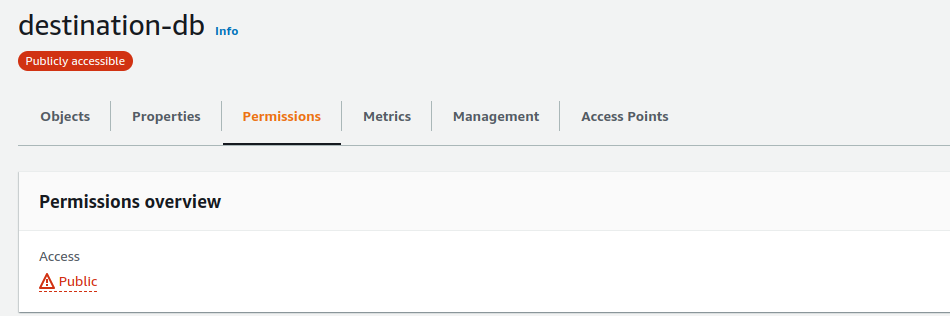 destination-db Info
Publicly accessible
Objects Properties Permissions Metrics Management Access Points
Permissions overview
Access
Public